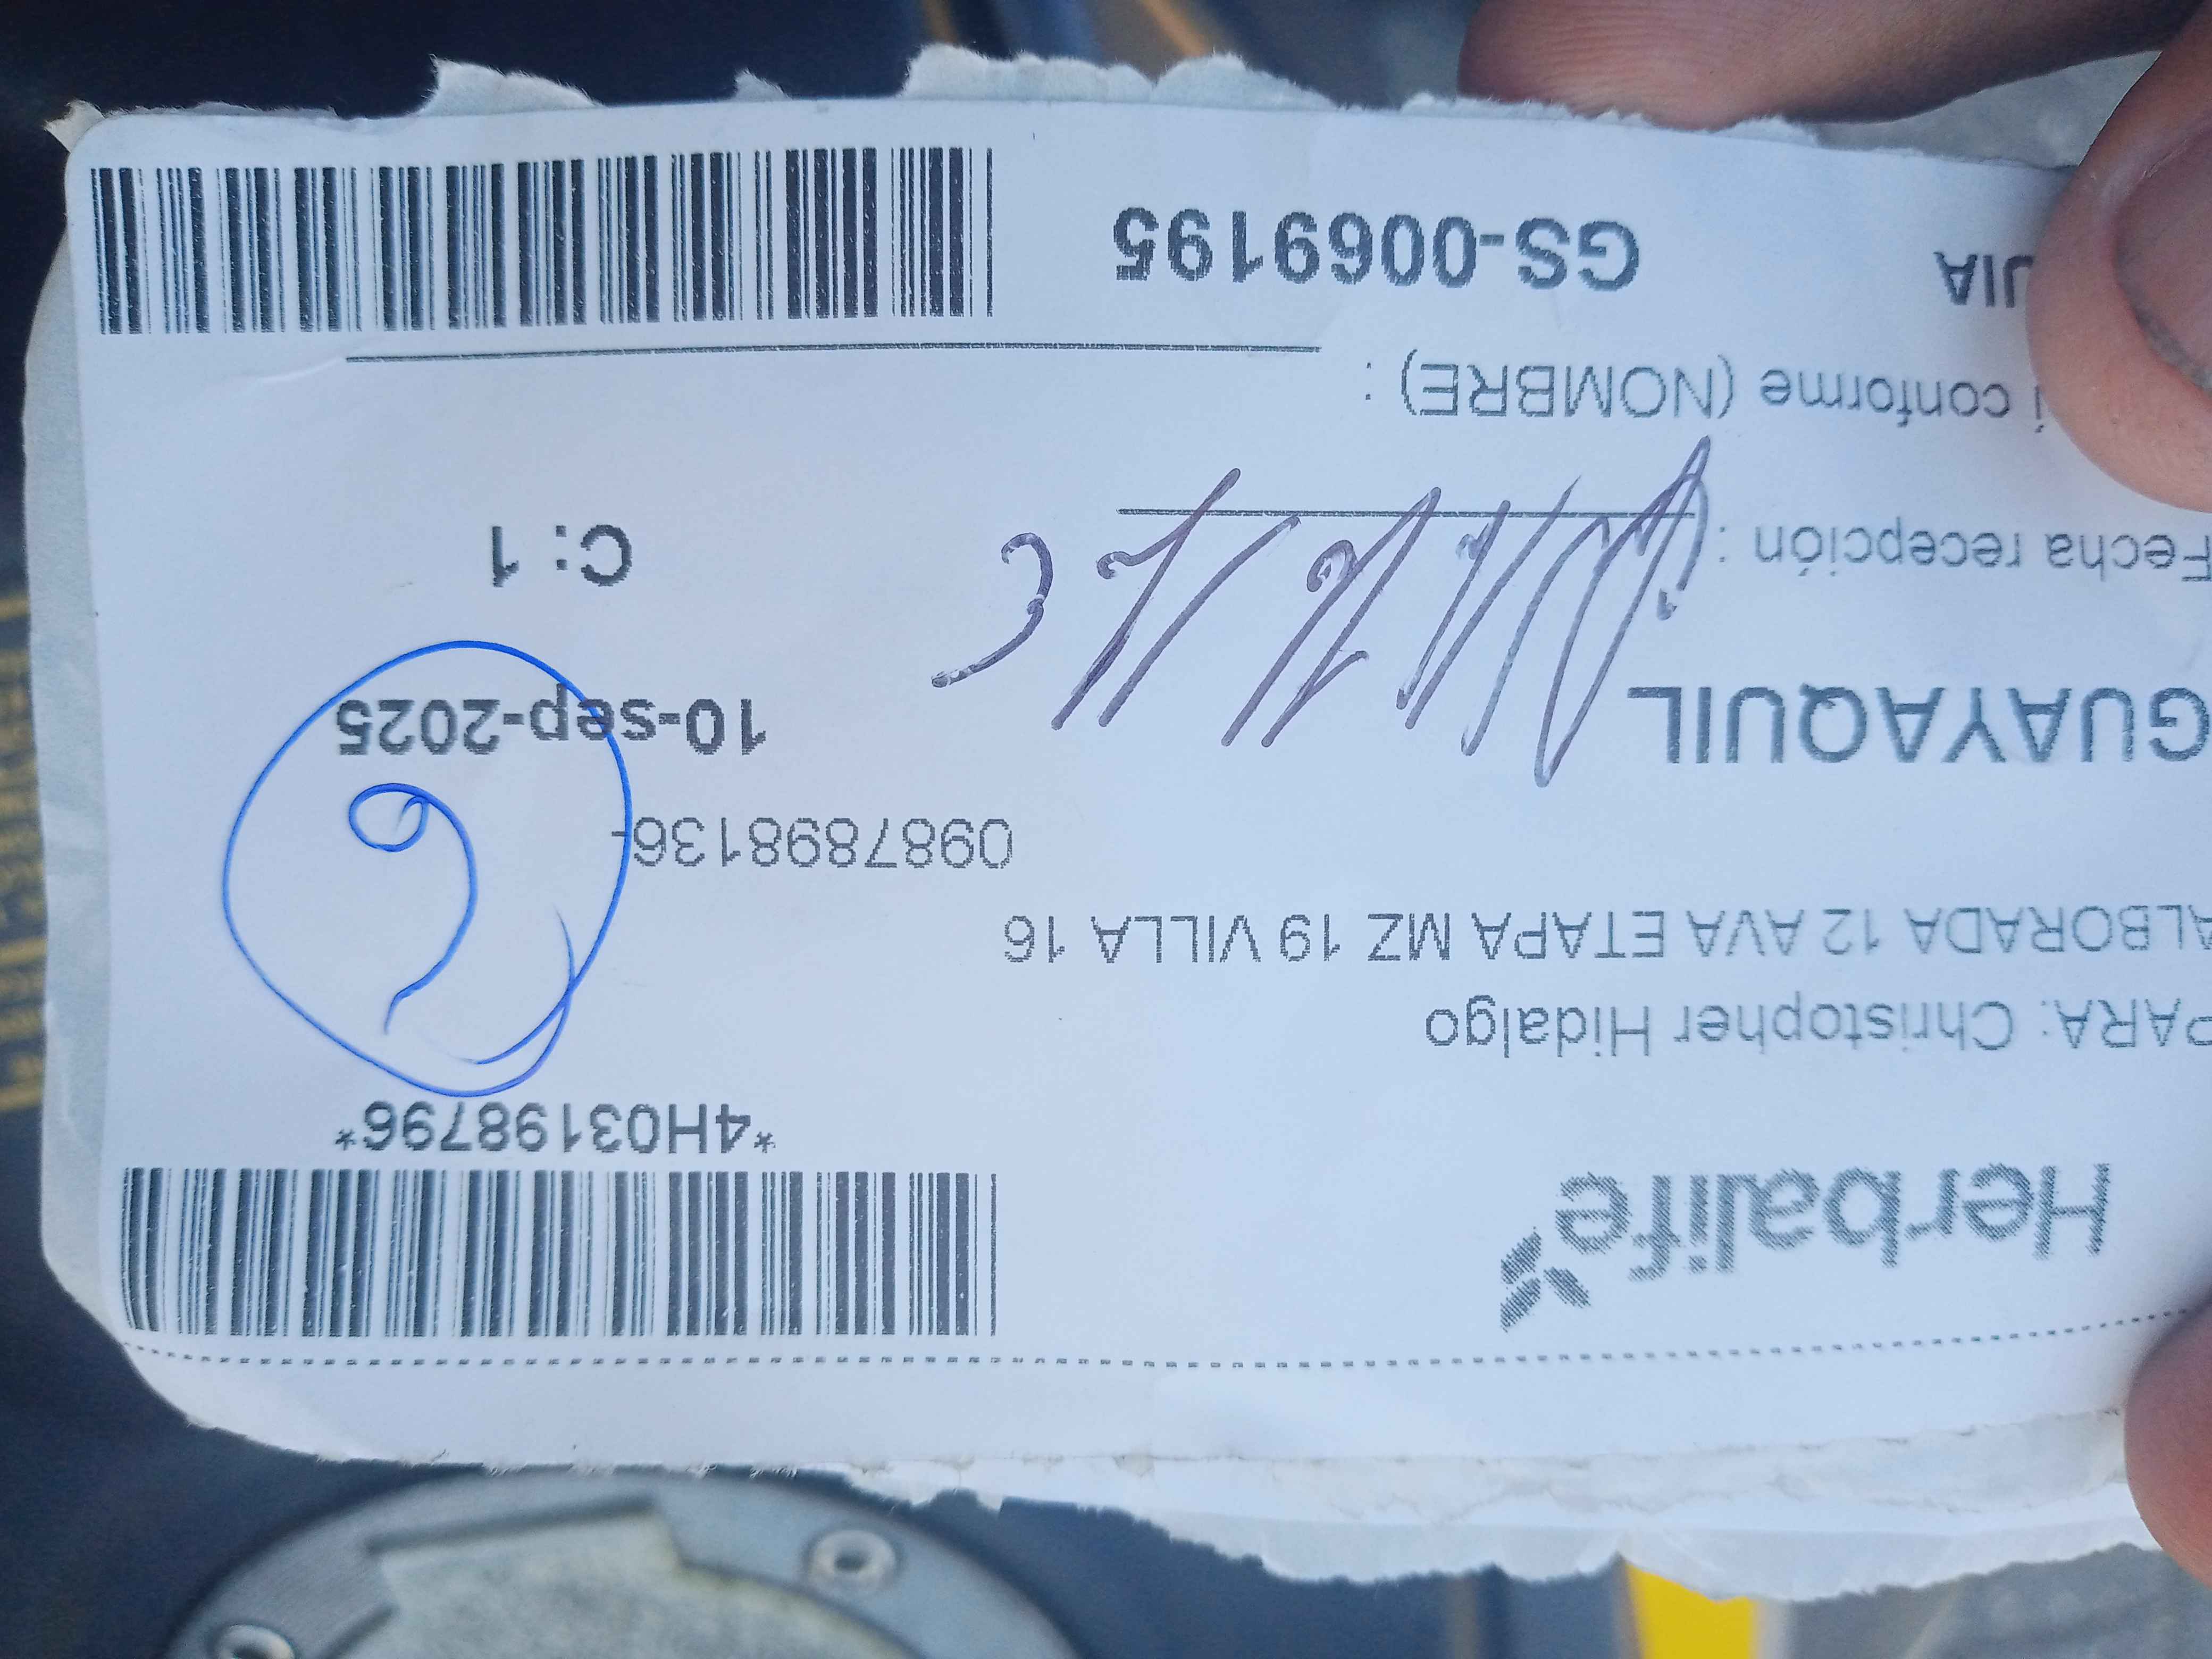 Herbalife
*4H03198796*
PARA: Christopher Hidalgo
ALBORADA 12 AVA ETAPA MZ 19 VILLA 16
0987898136-
GUAYAQUIL
10-sep-2025
Fecha recepción :
C: 1
í conforme (NOMBRE) :
UIA
GS-0069195